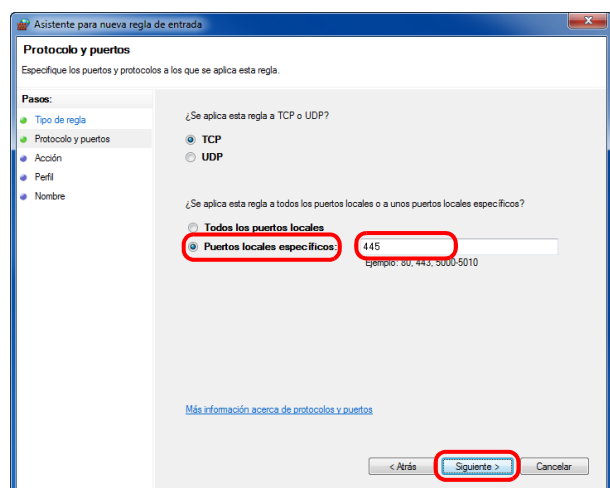 Asistente para nueva regla de entrada
Protocolo y puertos
Especifique los puertos y protocolos a los que se aplica esta regla.
Pasos:
Tipo de regla
Protocolo y puertos
Acción
Perfil
Nombre
¿Se aplica esta regla a TCP o UDP?
TCP
UDP
¿Se aplica esta regla a todos los puertos locales o a unos puertos locales específicos?
Todos los puertos locales
Puertos locales específicos: 445
Ejemplo: 80, 443, 5000-5010
Más información acerca de protocolos y puertos
< Atrás Siguiente > Cancelar